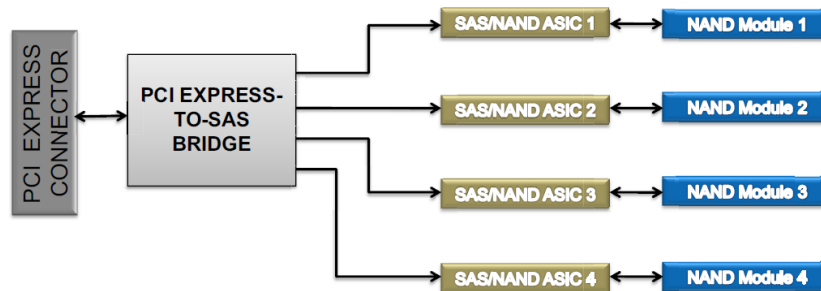 PCI EXPRESS
CONNECTOR
PCI EXPRESS-
TO-SAS
BRIDGE
SAS/NAND ASIC 1
NAND Module 1
SAS/NAND ASIC 2
NAND Module 2
SAS/NAND ASIC 3
NAND Module 3
SAS/NAND ASIC 4
NAND Module 4